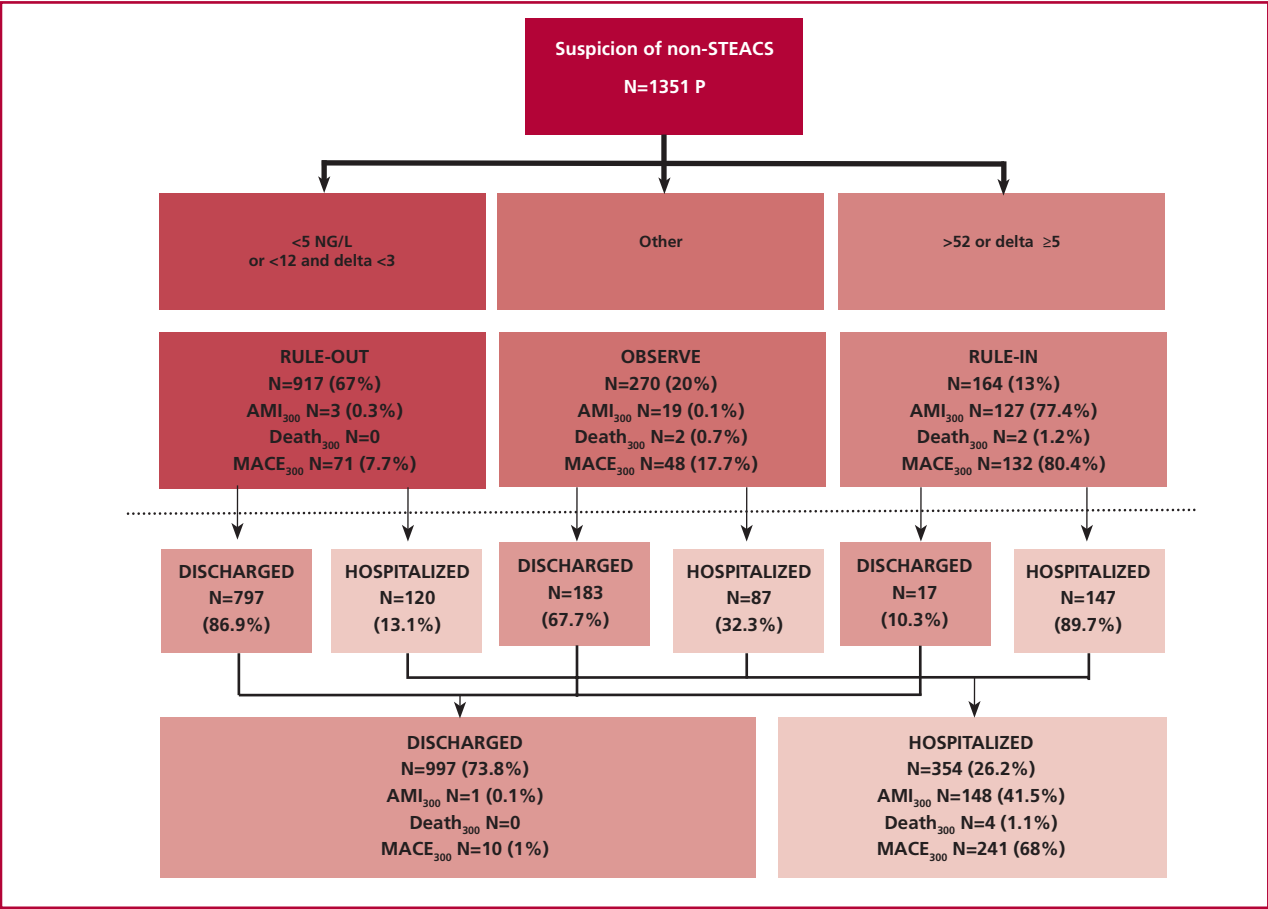 Suspicion of non-STEACS
N=1351 P
<5 NG/L
or <12 and delta <3
Other
>52 or delta ≥5
RULE-OUT
N=917 (67%)
AMI300 N=3 (0.3%)
Death300 N=0
MACE300 N=71 (7.7%)
OBSERVE
N=270 (20%)
AMI300 N=19 (0.1%)
Death300 N=2 (0.7%)
MACE300 N=48 (17.7%)
RULE-IN
N=164 (13%)
AMI300 N=127 (77.4%)
Death300 N=2 (1.2%)
MACE300 N=132 (80.4%)
DISCHARGED
N=797
(86.9%)
HOSPITALIZED
N=120
(13.1%)
DISCHARGED
N=183
(67.7%)
HOSPITALIZED
N=87
(32.3%)
DISCHARGED
N=17
(10.3%)
HOSPITALIZED
N=147
(89.7%)
DISCHARGED
N=997 (73.8%)
AMI300 N=1 (0.1%)
Death300 N=0
MACE300 N=10 (1%)
HOSPITALIZED
N=354 (26.2%)
AMI300 N=148 (41.5%)
Death300 N=4 (1.1%)
MACE300 N=241 (68%)